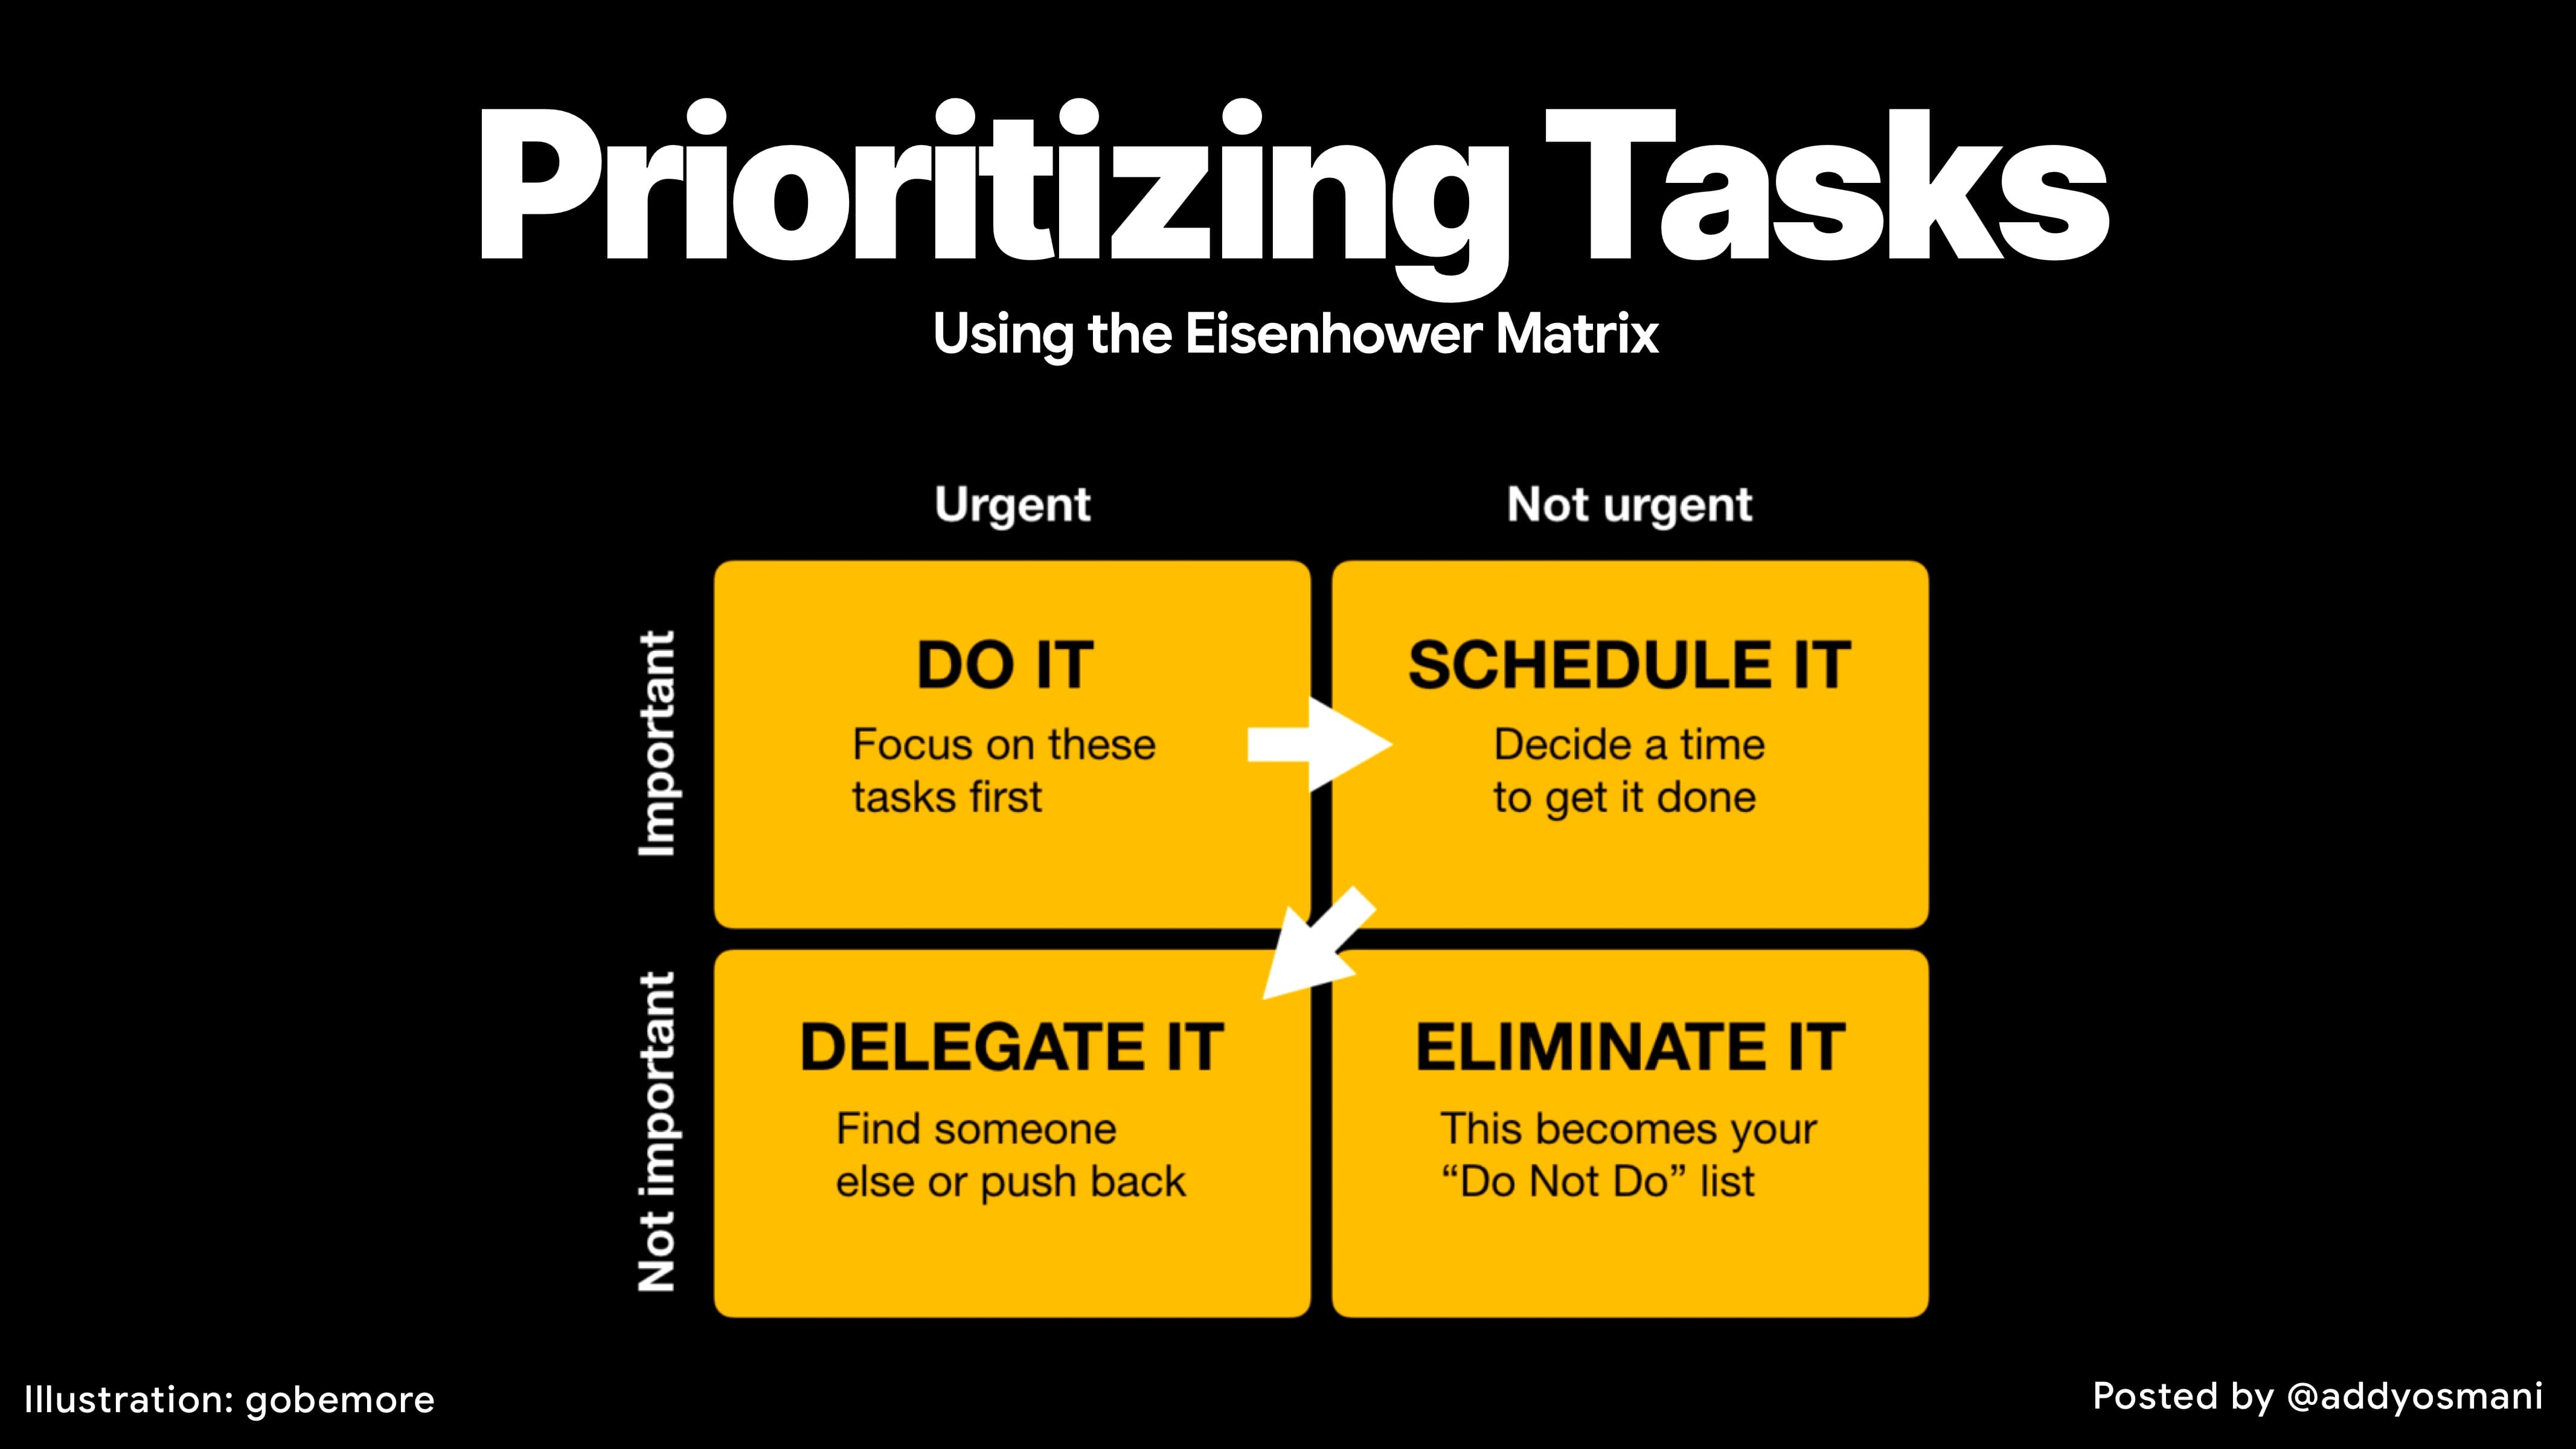 Prioritizing Tasks
Using the Eisenhower Matrix
Urgent
Not urgent
Important
DO IT
Focus on these
tasks first
SCHEDULE IT
Decide a time
to get it done
Not important
DELEGATE IT
Find someone
else or push back
ELIMINATE IT
This becomes your
“Do Not Do” list
Illustration: gobemore
Posted by @addyosmani